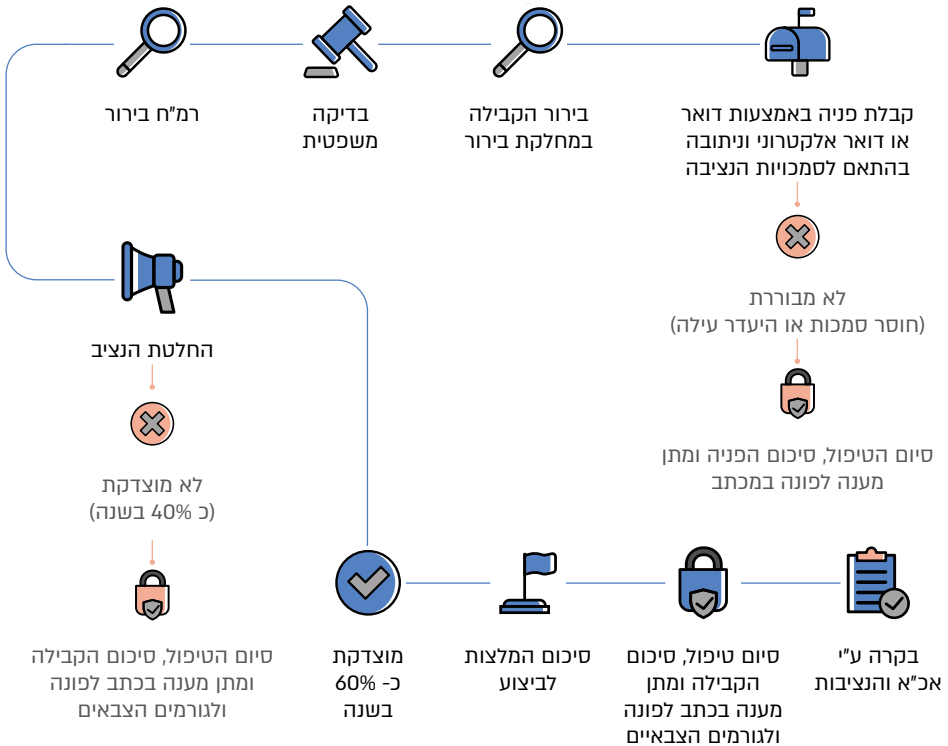 קבלת פניה באמצעות דואר
או דואר אלקטרוני וניתובה
בהתאם לסמכויות הנציבה
בירור הקבילה
במחלקת בירור
בדיקה
משפטית
רמ"ח בירור
לא מבוררת
(חוסר סמכות או היעדר עילה)
סיום הטיפול, סיכום הפניה ומתן
מענה לפונה במכתב
החלטת הנציב
לא מוצדקת
(כ 40% בשנה)
סיום הטיפול, סיכום הקבילה
ומתן מענה בכתב לפונה
ולגורמים הצבאים
מוצדקת
כ- 60%
בשנה
סיכום המלצות
לביצוע
סיום טיפול, סיכום
הקבילה ומתן
מענה בכתב לפונה
ולגורמים הצבאיים
בקרה ע"י
אכ"א והנציבות